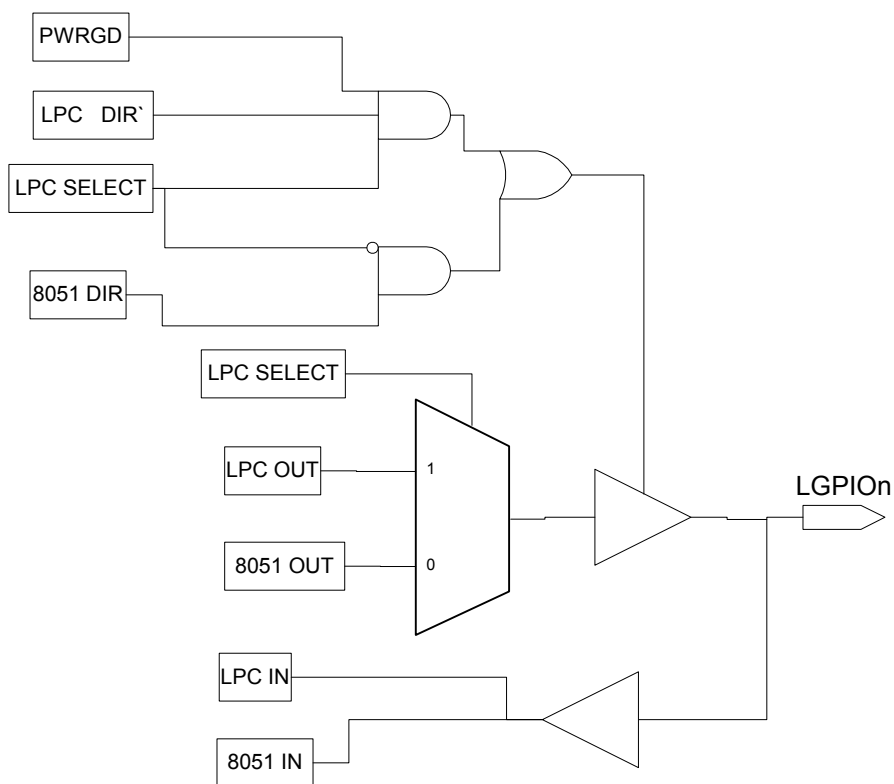 PWRGD
LPC DIR`
LPC SELECT
8051 DIR
LPC SELECT
LPC OUT
1
LGPIOn
8051 OUT
0
LPC IN
8051 IN